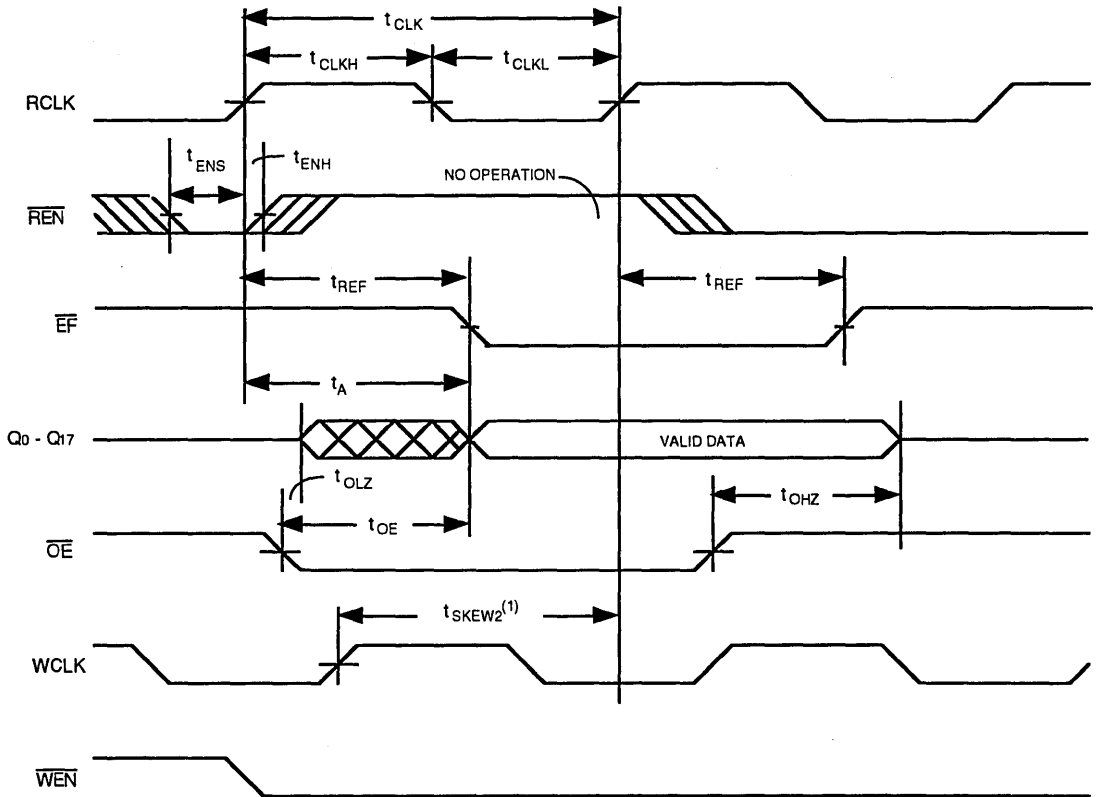 tCLK
tCLKH
tCLKL
RCLK
tENS
tENH
NO OPERATION
REN
tREF
tREF
EF
tA
Q0 - Q17
VALID DATA
tOLZ
tOHZ
tOE
OE
tSKEW2(1)
WCLK
WEN